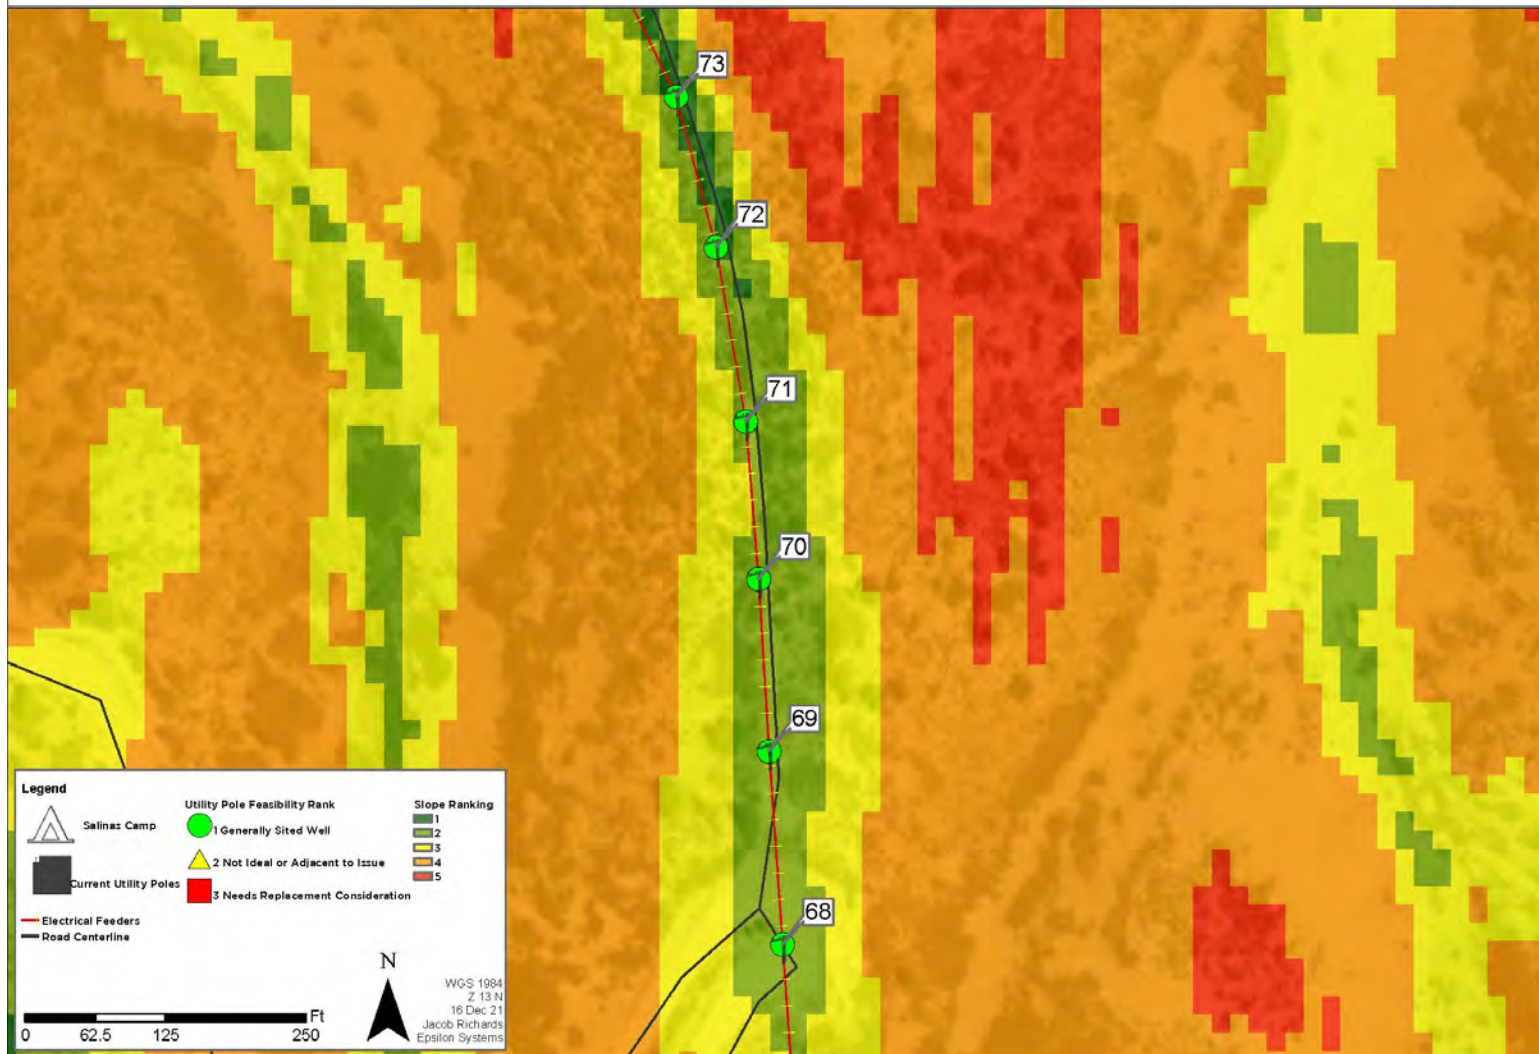 73
72
71
70
69
68
Legend
Salinas Camp
Current Utility Poles
Electrical Feeders
Road Centerline
Utility Pole Feasibility Rank
1 Generally Sited Well
2 Not Ideal or Adjacent to Issue
3 Needs Replacement Consideration
Slope Ranking
1
2
3
4
5
0 62.5 125 250 Ft
N
WGS 1984
Z 13 N
16 Dec 21
Jacob Richards
Epsilon Systems